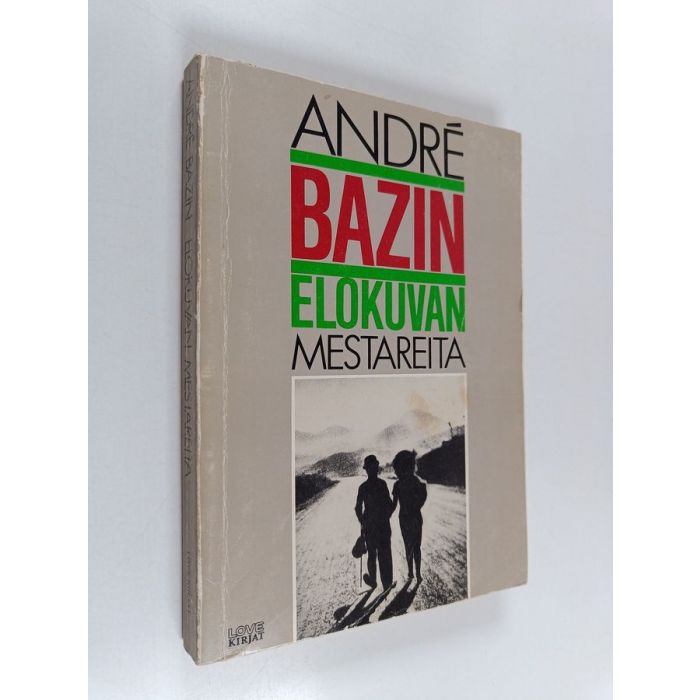 ANDRÉ
BAZIN
ELOKUVAN
MESTAREITA
LOVE
KIRJAT
ANDRÉ BAZIN ELOKUVAN MESTAREITA